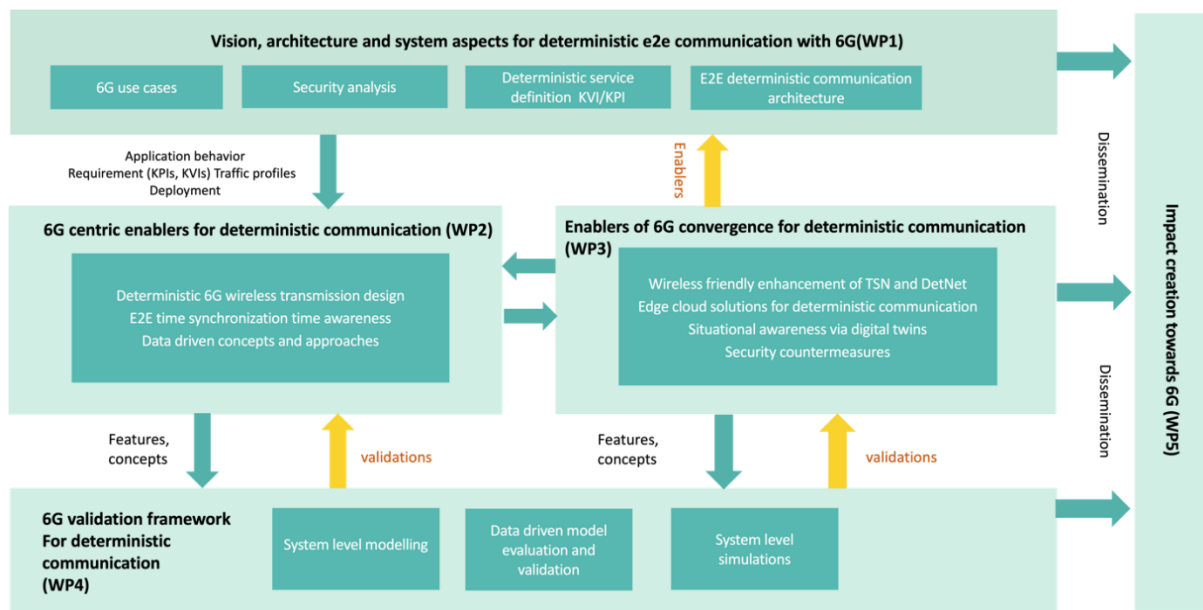 Vision, architecture and system aspects for deterministic e2e communication with 6G(WP1)
6G use cases
Security analysis
Deterministic service
definition KVI/KPI
E2E deterministic communication
architecture
Application behavior
Requirement (KPIs, KVIs) Traffic profiles
Deployment
Enablers
Dissemination
6G centric enablers for deterministic communication (WP2)
Deterministic 6G wireless transmission design
E2E time synchronization time awareness
Data driven concepts and approaches
Enablers of 6G convergence for deterministic communication
(WP3)
Wireless friendly enhancement of TSN and DetNet
Edge cloud solutions for deterministic communication
Situational awareness via digital twins
Security countermeasures
Impact creation towards 6G (WP5)
Features,
concepts
validations
Features,
concepts
validations
Dissemination
6G validation framework
For deterministic
communication
(WP4)
System level modelling
Data driven model
evaluation and
validation
System level
simulations